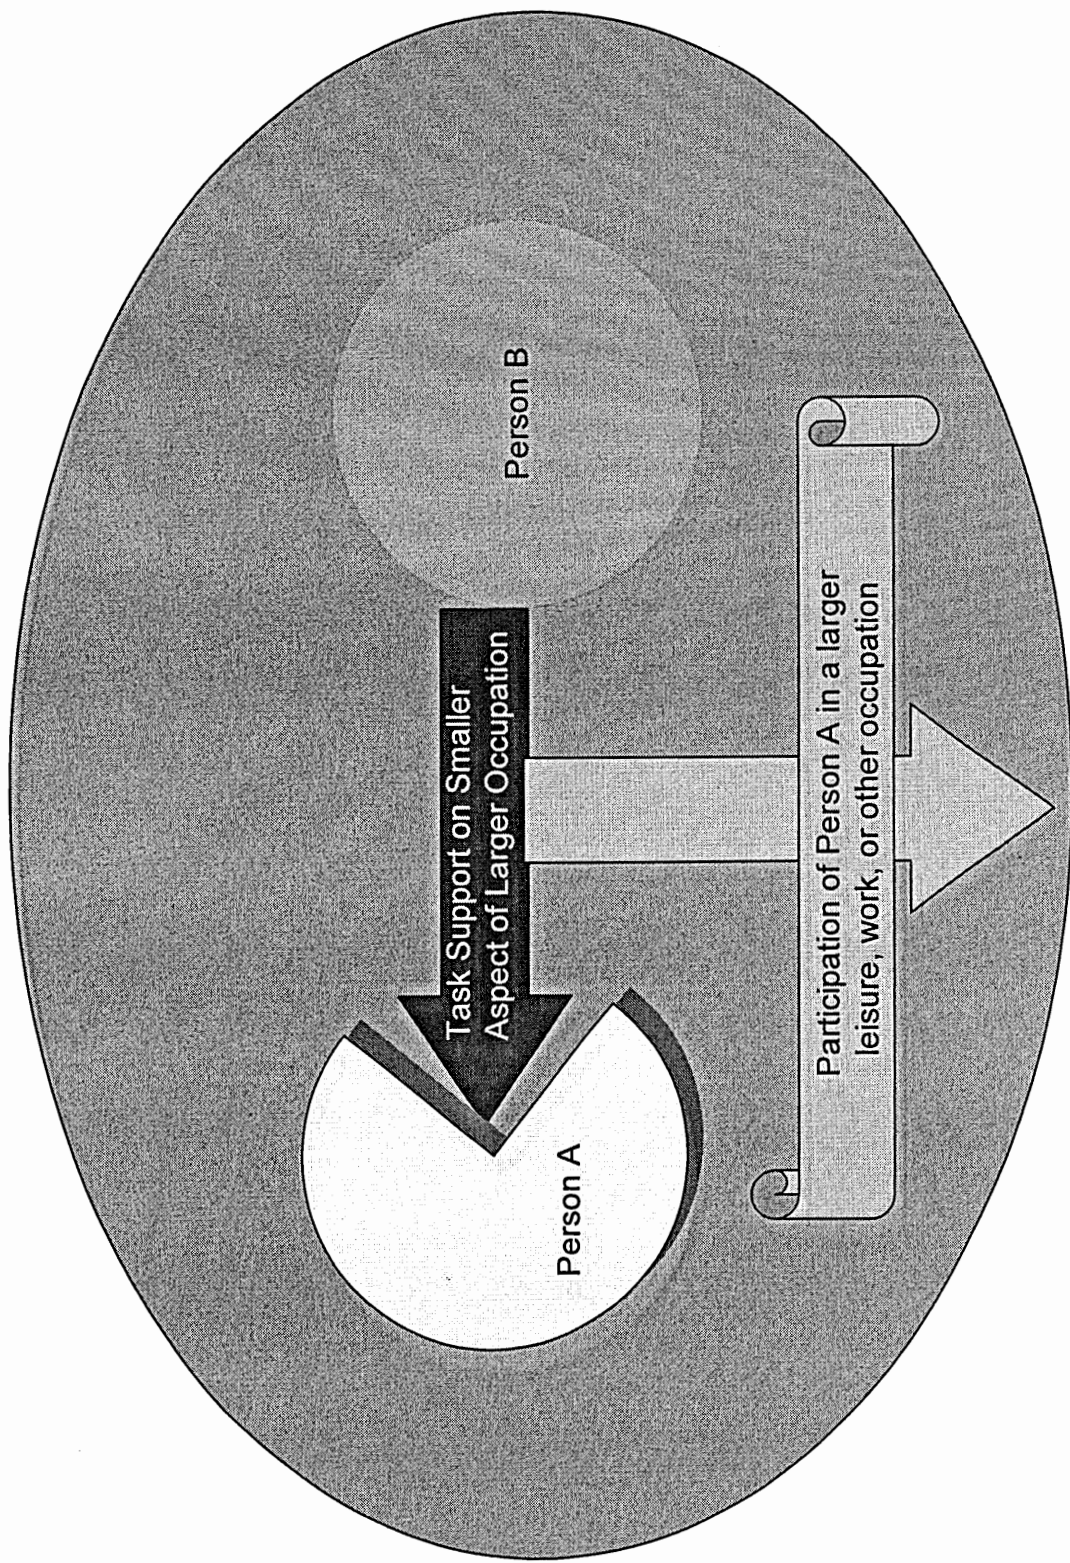 Person A
Task Support on Smaller
Aspect of Larger Occupation
Person B
Participation of Person A in a larger
leisure, work, or other occupation